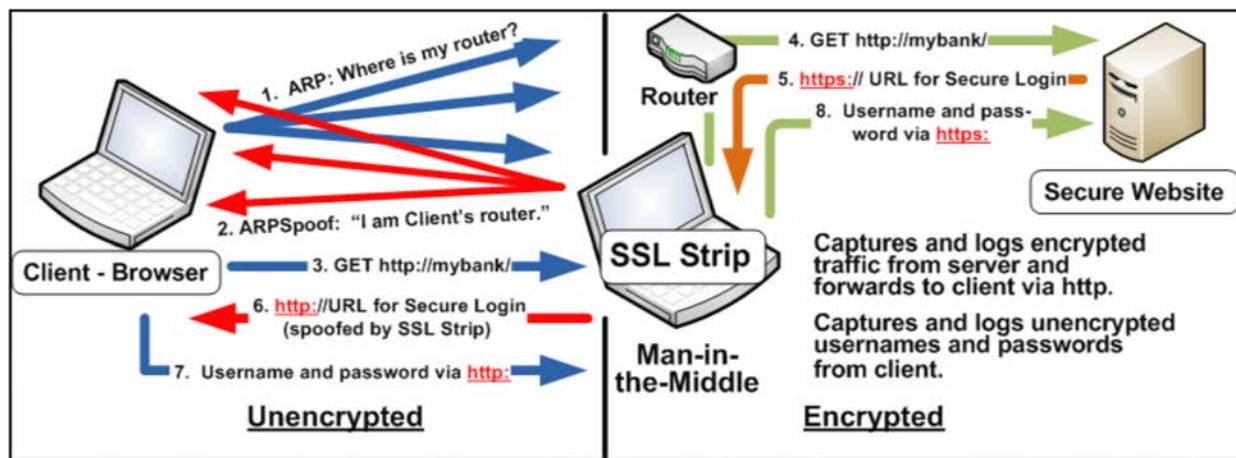 1. ARP: Where is my router?
2. ARPSpoof: “I am Client’s router.”
Client - Browser
3. GET http://mybank/
6. http://URL for Secure Login
(spoofed by SSL Strip)
7. Username and password via http:
Unencrypted
Router
4. GET http://mybank/
5. https:// URL for Secure Login
8. Username and pass-
word via https:
Secure Website
SSL Strip
Man-in-
the-Middle
Captures and logs encrypted
traffic from server and
forwards to client via http.
Captures and logs unencrypted
usernames and passwords
from client.
Encrypted